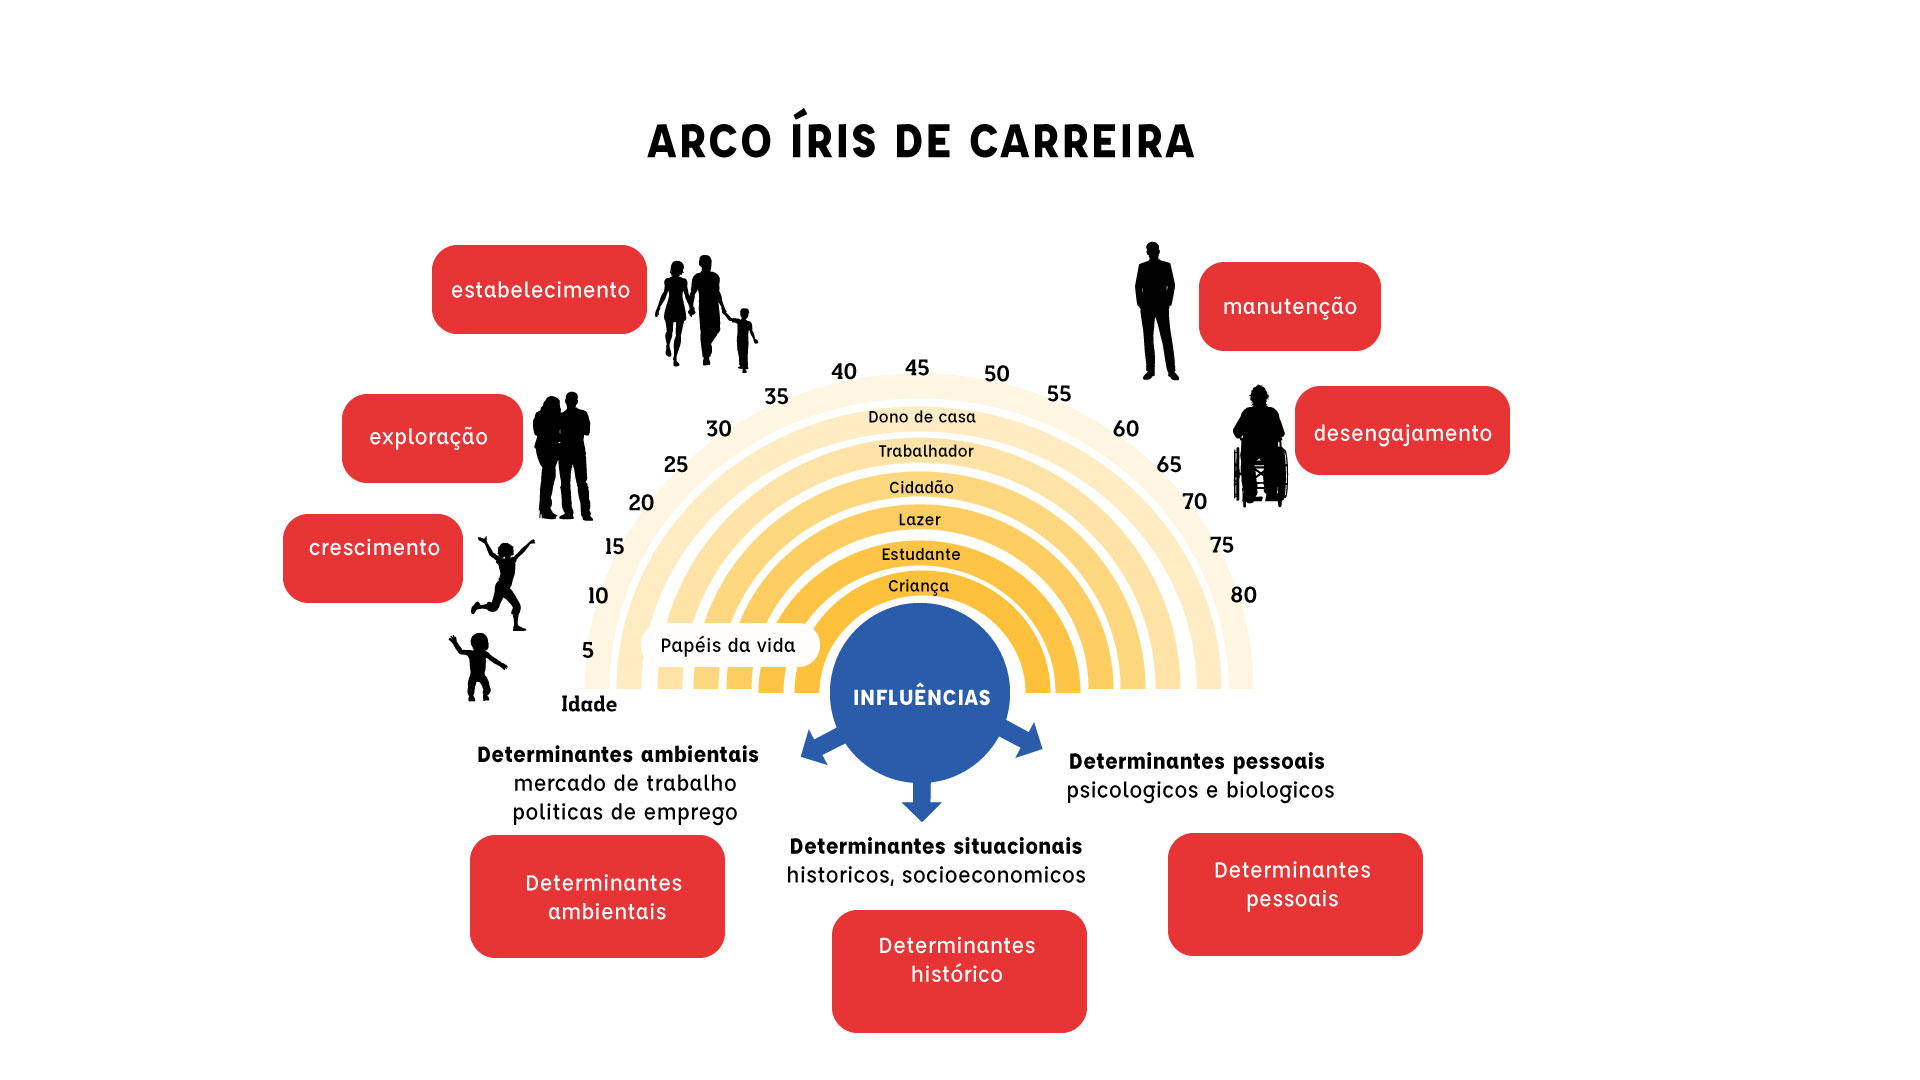 ARCO ÍRIS DE CARREIRA
estabelecimento
manutenção
exploração
desengajamento
crescimento
5
10
15
20
25
30
35
40
45
50
55
60
65
70
75
80
Idade
Dono de casa
Trabalhador
Cidadão
Lazer
Estudante
Criança
Papéis da vida
INFLUÊNCIAS
Determinantes ambientais
mercado de trabalho
politicas de emprego
Determinantes
ambientais
Determinantes situacionais
historicos, socioeconomicos
Determinantes
histórico
Determinantes pessoais
psicologicos e biologicos
Determinantes
pessoais